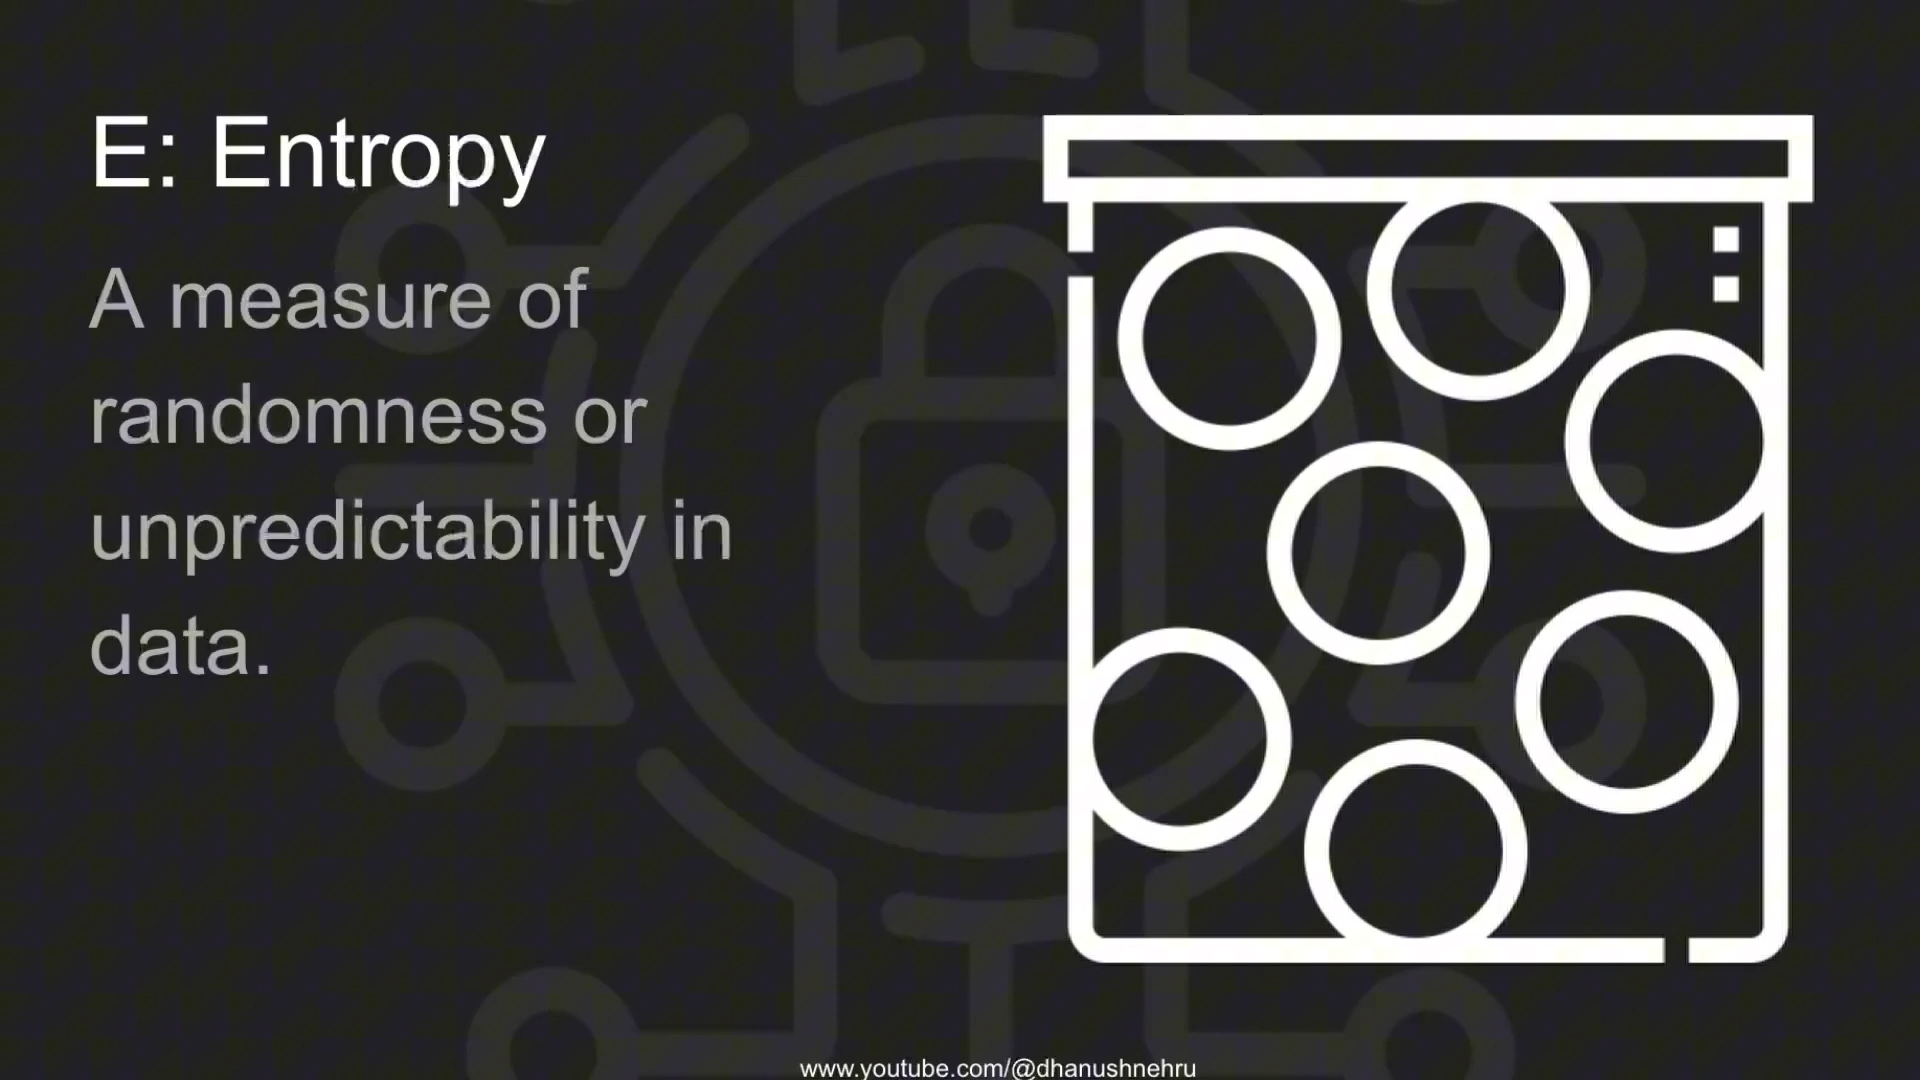 E: Entropy
A measure of
randomness or
unpredictability in
data.
www.youtube.com/@dhanushnehru